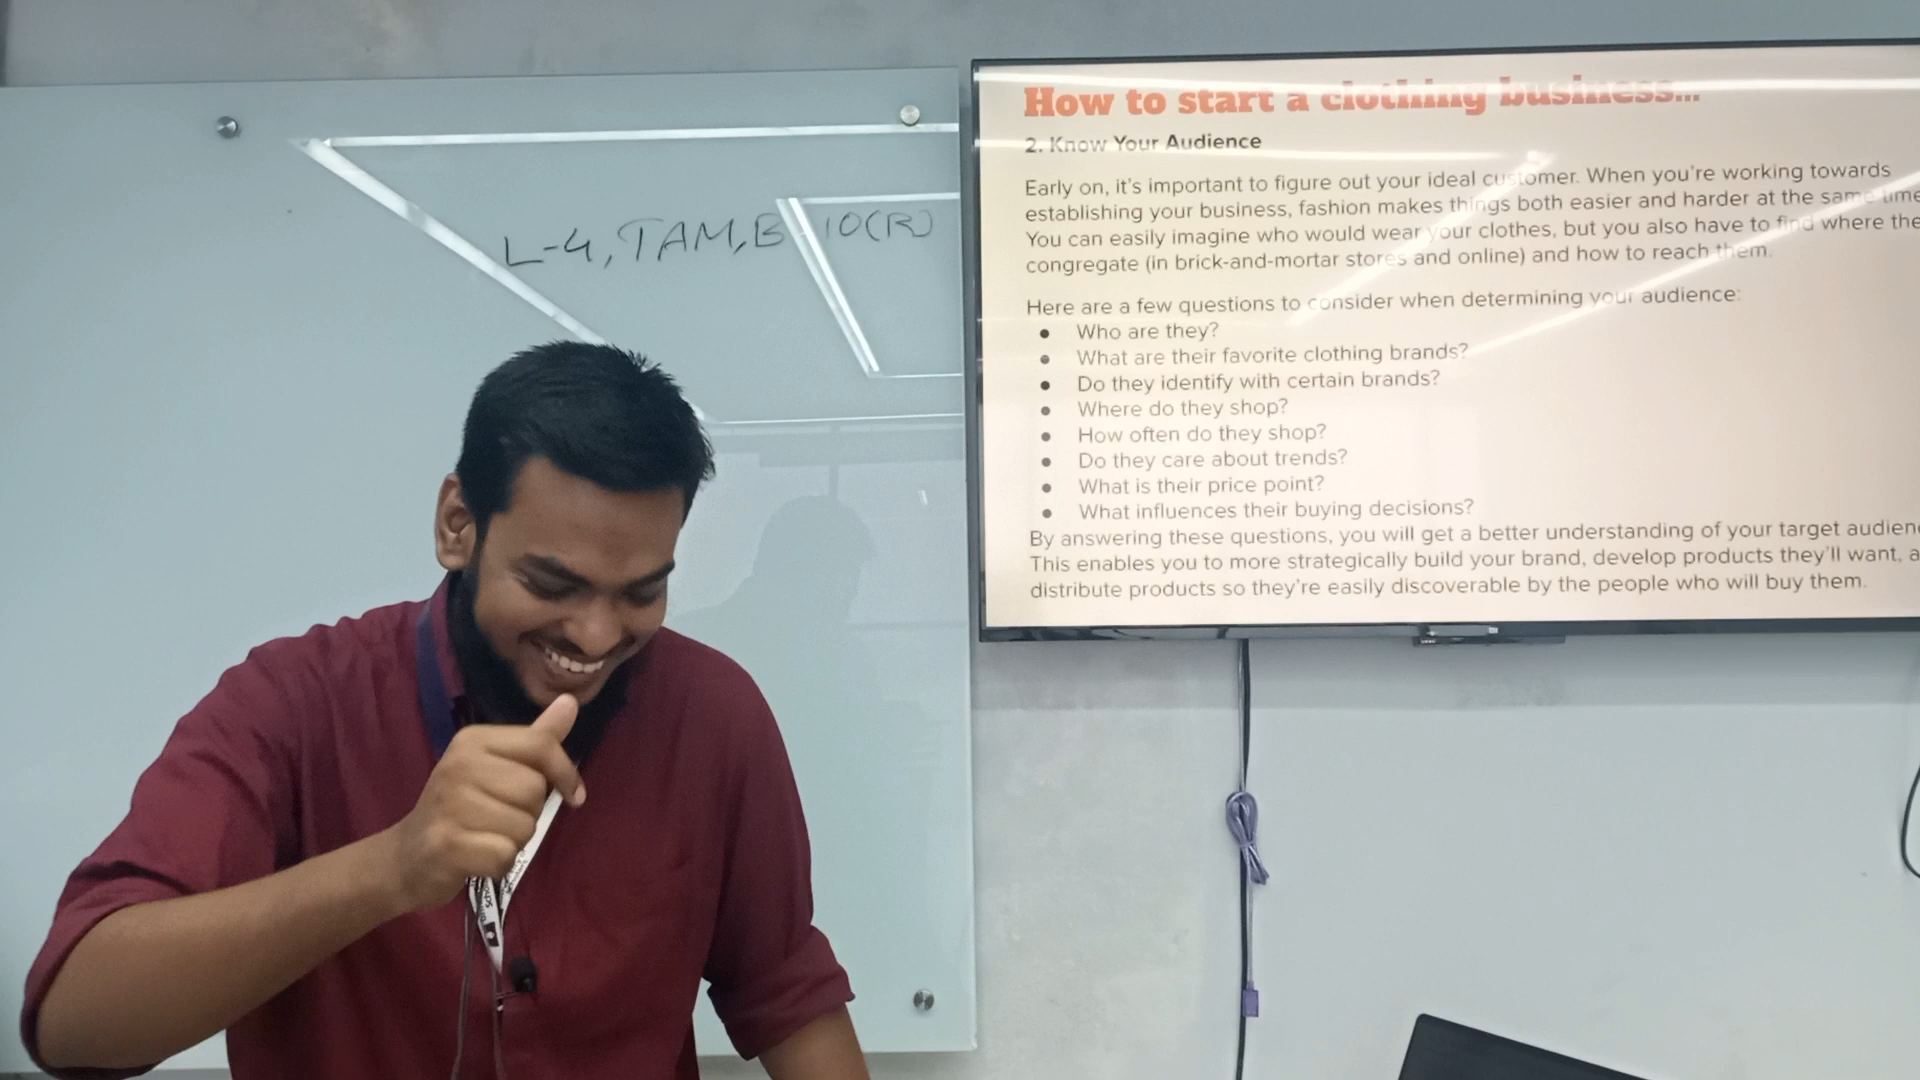 L-4, TAM, B-10(R)
How to start a clothing business...
2. Know Your Audience
Early on, it's important to figure out your ideal customer. When you're working towards
establishing your business, fashion makes things both easier and harder at the same time
You can easily imagine who would wear your clothes, but you also have to find where the
congregate (in brick-and-mortar stores and online) and how to reach them.
Here are a few questions to consider when determining your audience:
● Who are they?
● What are their favorite clothing brands?
● Do they identify with certain brands?
● Where do they shop?
● How often do they shop?
● Do they care about trends?
● What is their price point?
● What influences their buying decisions?
By answering these questions, you will get a better understanding of your target audien
This enables you to more strategically build your brand, develop products they'll want, a
distribute products so they're easily discoverable by the people who will buy them.